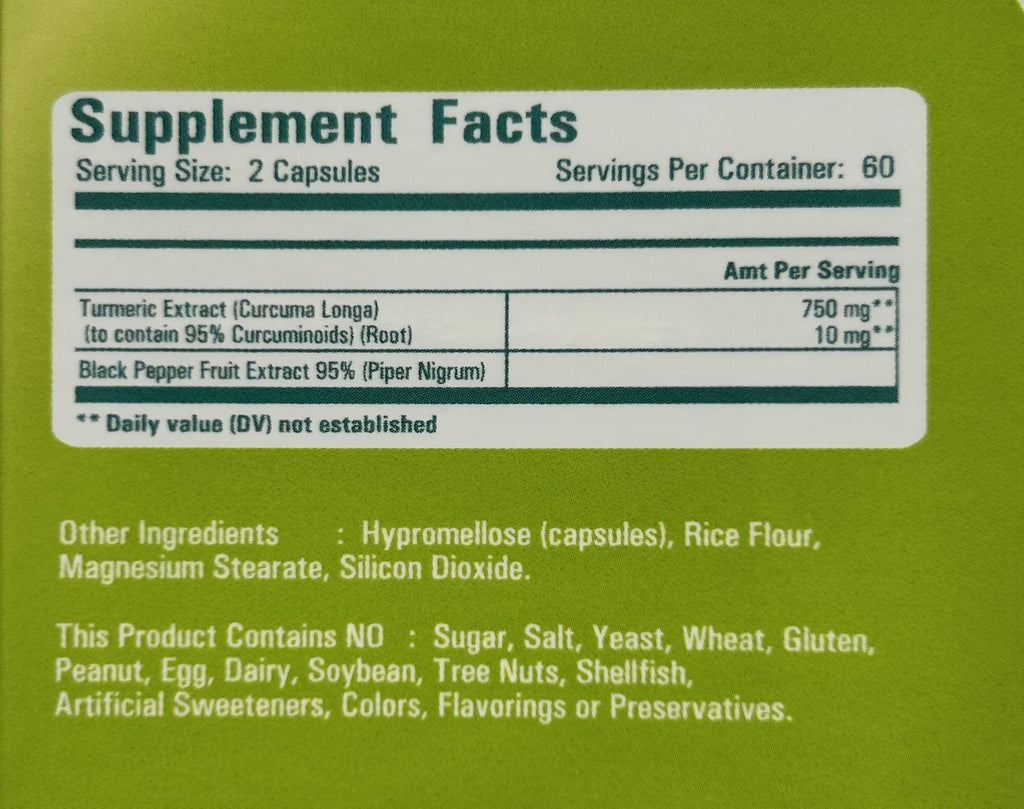 Supplement Facts
Serving Size: 2 Capsules Servings Per Container: 60
Amt Per Serving
Turmeric Extract (Curcuma Longa) 750 mg**
(to contain 95% Curcuminoids) (Root) 10 mg**
Black Pepper Fruit Extract 95% (Piper Nigrum)
** Daily value (DV) not established
Other Ingredients : Hypromellose (capsules), Rice Flour,
Magnesium Stearate, Silicon Dioxide.
This Product Contains NO : Sugar, Salt, Yeast, Wheat, Gluten,
Peanut, Egg, Dairy, Soybean, Tree Nuts, Shellfish,
Artificial Sweeteners, Colors, Flavorings or Preservatives.